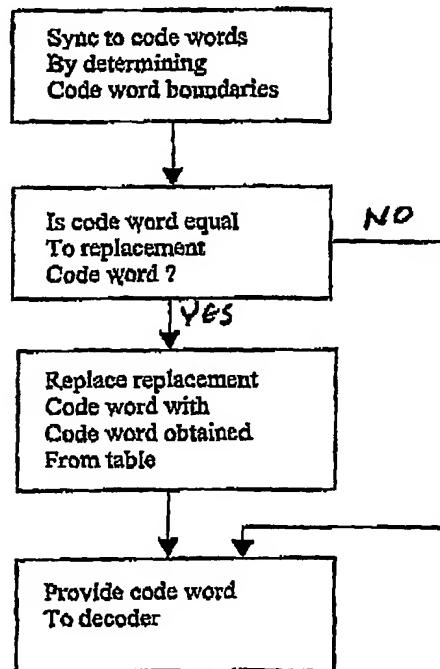 Sync to code words
By determining
Code word boundaries
Is code word equal
To replacement
Code word ?
NO
YES
Replace replacement
Code word with
Code word obtained
From table
Provide code word
To decoder